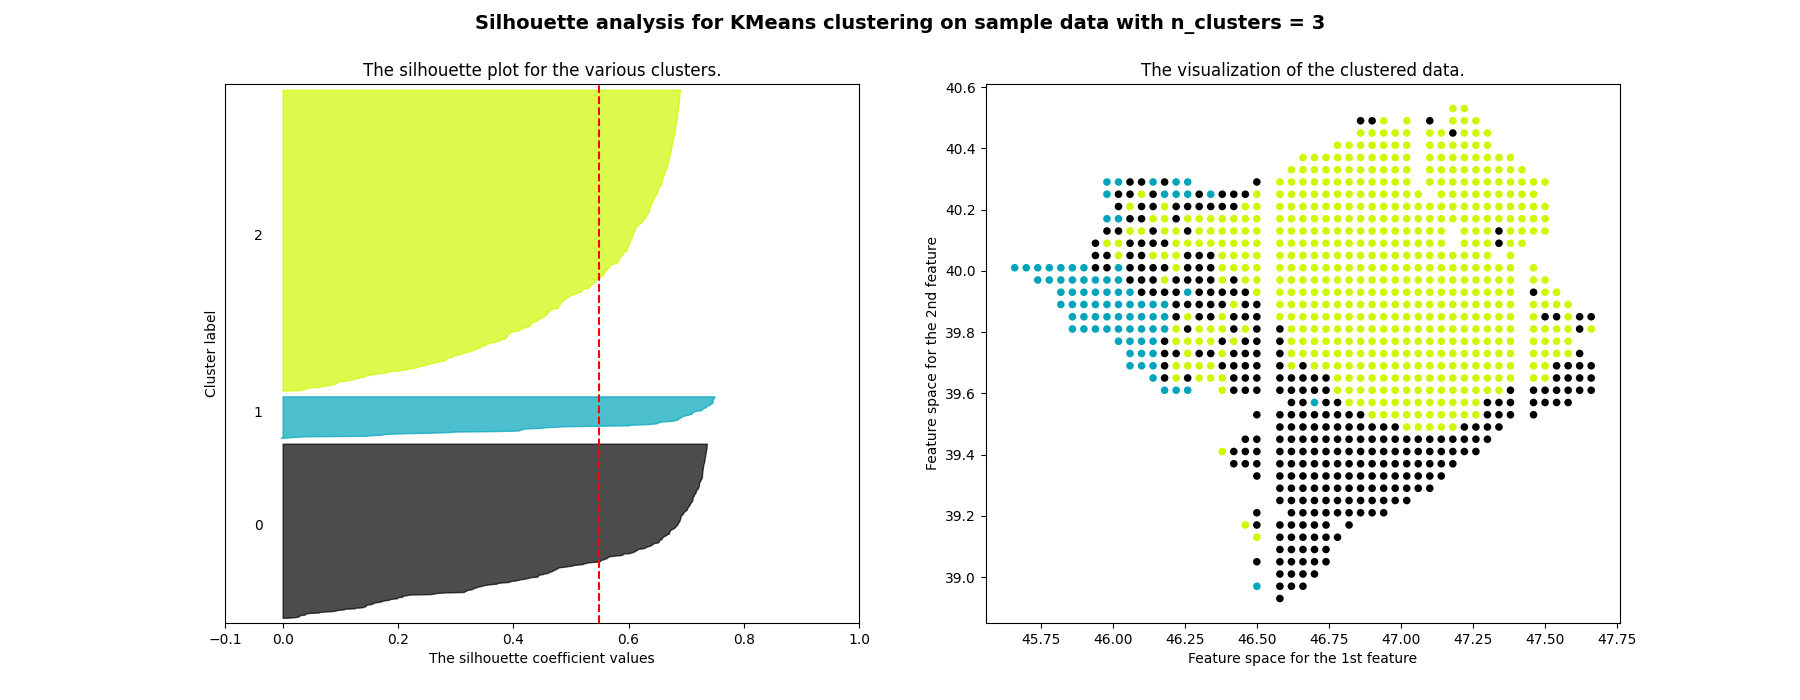 Silhouette analysis for KMeans clustering on sample data with n_clusters = 3
The silhouette plot for the various clusters.
Cluster label
2
1
0
−0.1 0.0 0.2 0.4 0.6 0.8 1.0
The silhouette coefficient values
The visualization of the clustered data.
Feature space for the 2nd feature
40.6
40.4
40.2
40.0
39.8
39.6
39.4
39.2
39.0
45.75 46.00 46.25 46.50 46.75 47.00 47.25 47.50 47.75
Feature space for the 1st feature